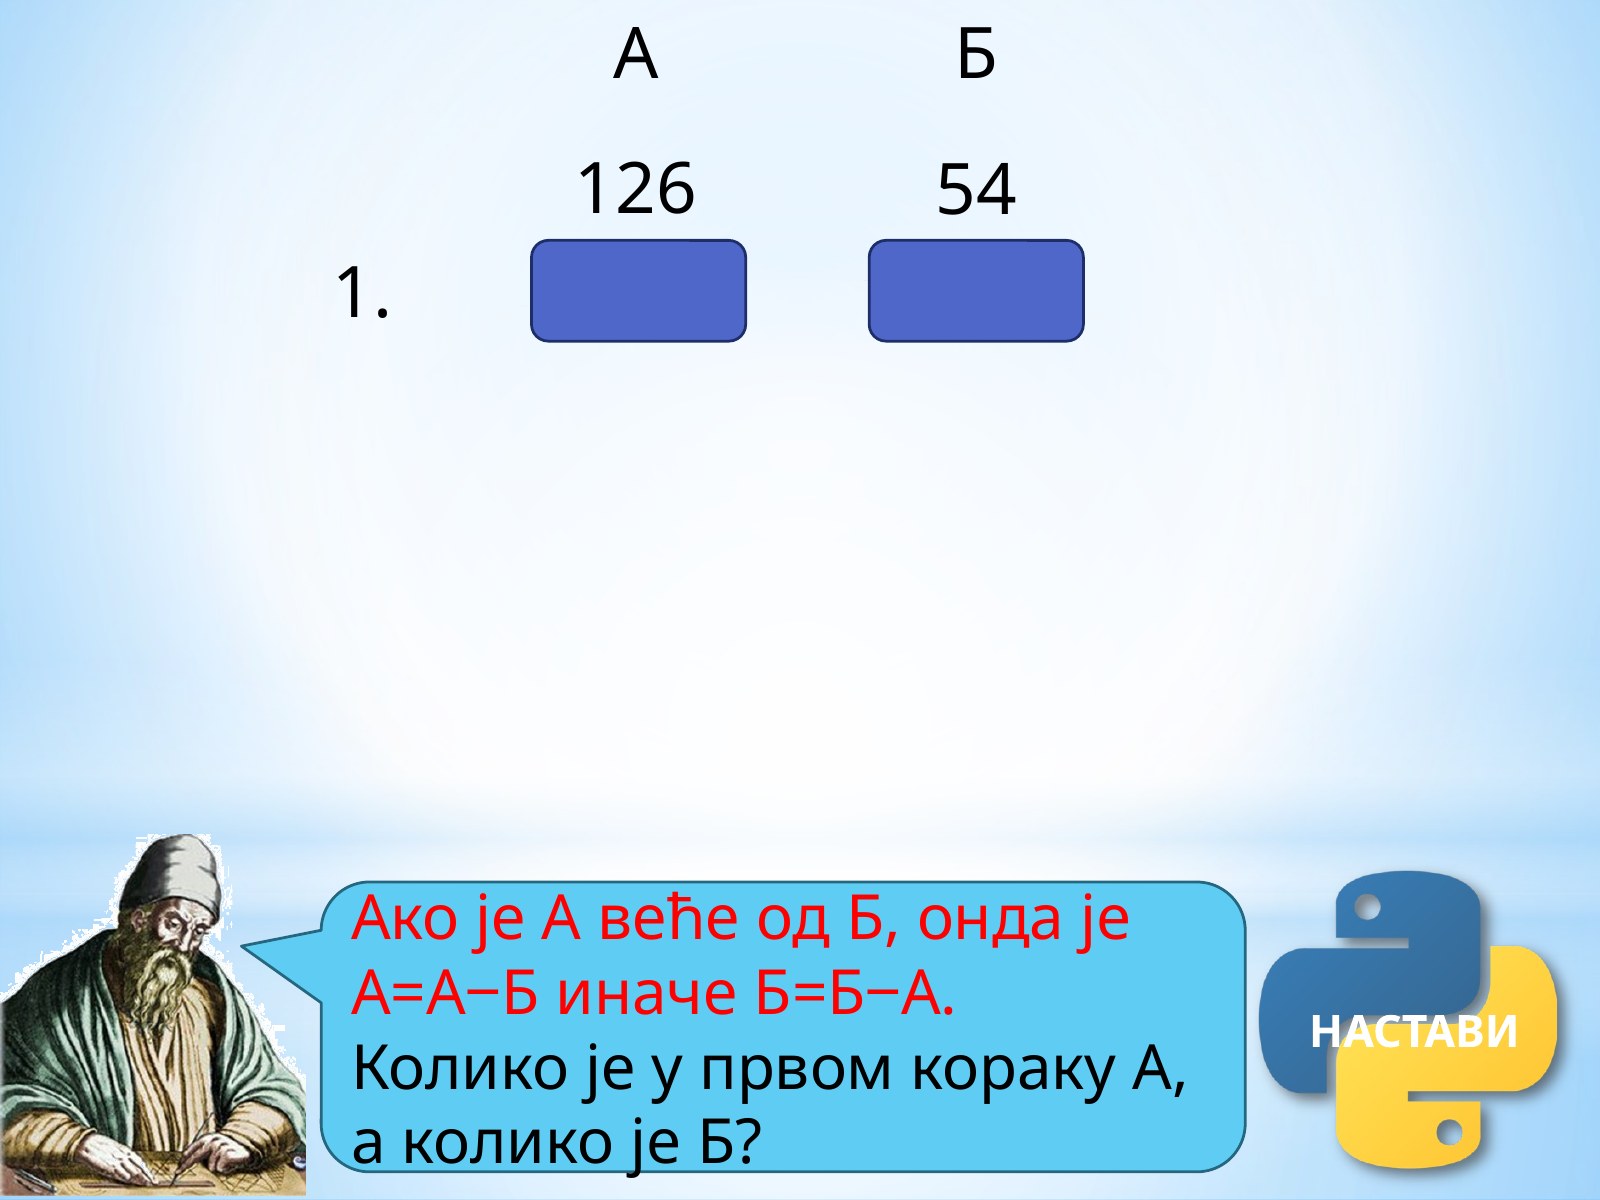 А Б
126 54
1.
Ако је А веће од Б, онда је
А=А−Б иначе Б=Б−А.
Колико је у првом кораку А,
а колико је Б?
НАСТАВИ